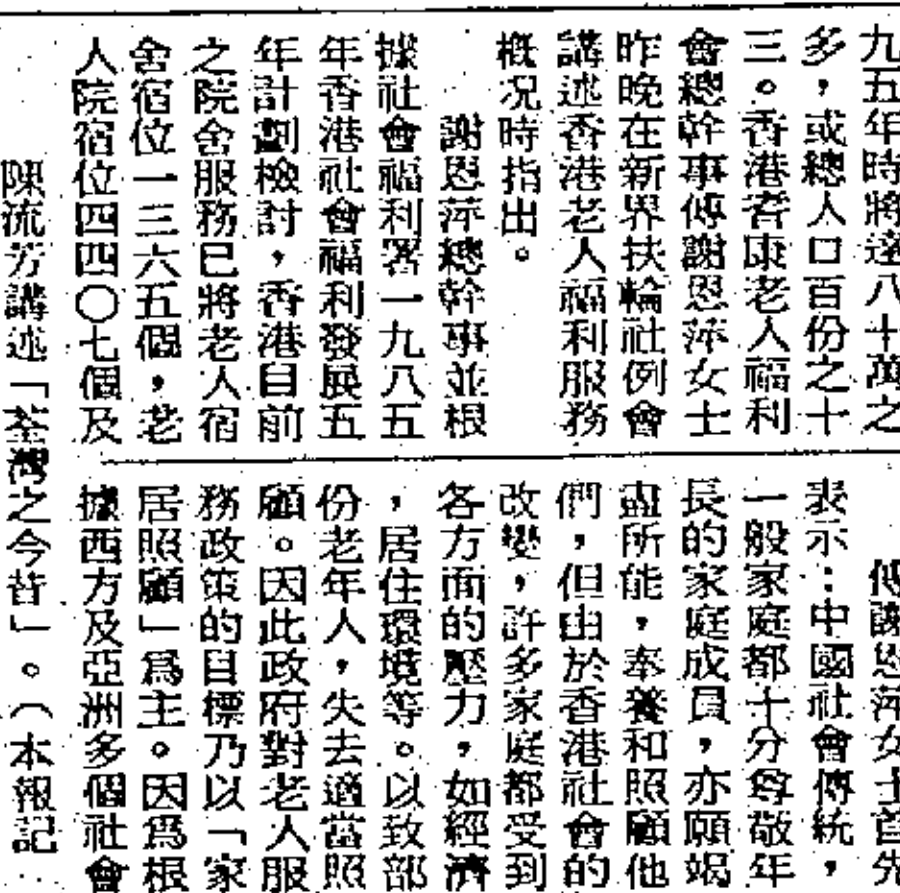 九五年時將達八十萬之
多，或總人口百份之十
三。香港耆康老人福利
會總幹事傅謝恩萍女士
昨晚在新界扶輪社例會
講述香港老人福利服務
概况時指出。
謝恩萍總幹事並根
據社會福利署一九八五
年香港社會福利發展五
年計劃檢討，香港目前
之院舍服務已將老人宿
舍宿位一三六五個，老
人院宿位四四〇七個及
傅謝恩萍女士首先
表示：中國社會傳統，
一般家庭都十分尊敬年
長的家庭成員，亦願竭
盡所能，奉養和照顧他
們，但由於香港社會的
改變，許多家庭都受到
各方面的壓力，如經濟
，居住環境等。以致部
份老年人，失去適當照
顧。因此政府對老人服
務政策的目標乃以「家
居照顧」爲主。因爲根
據西方及亞洲多個社會
陳流芳講述「荃灣之今昔」。（本報記